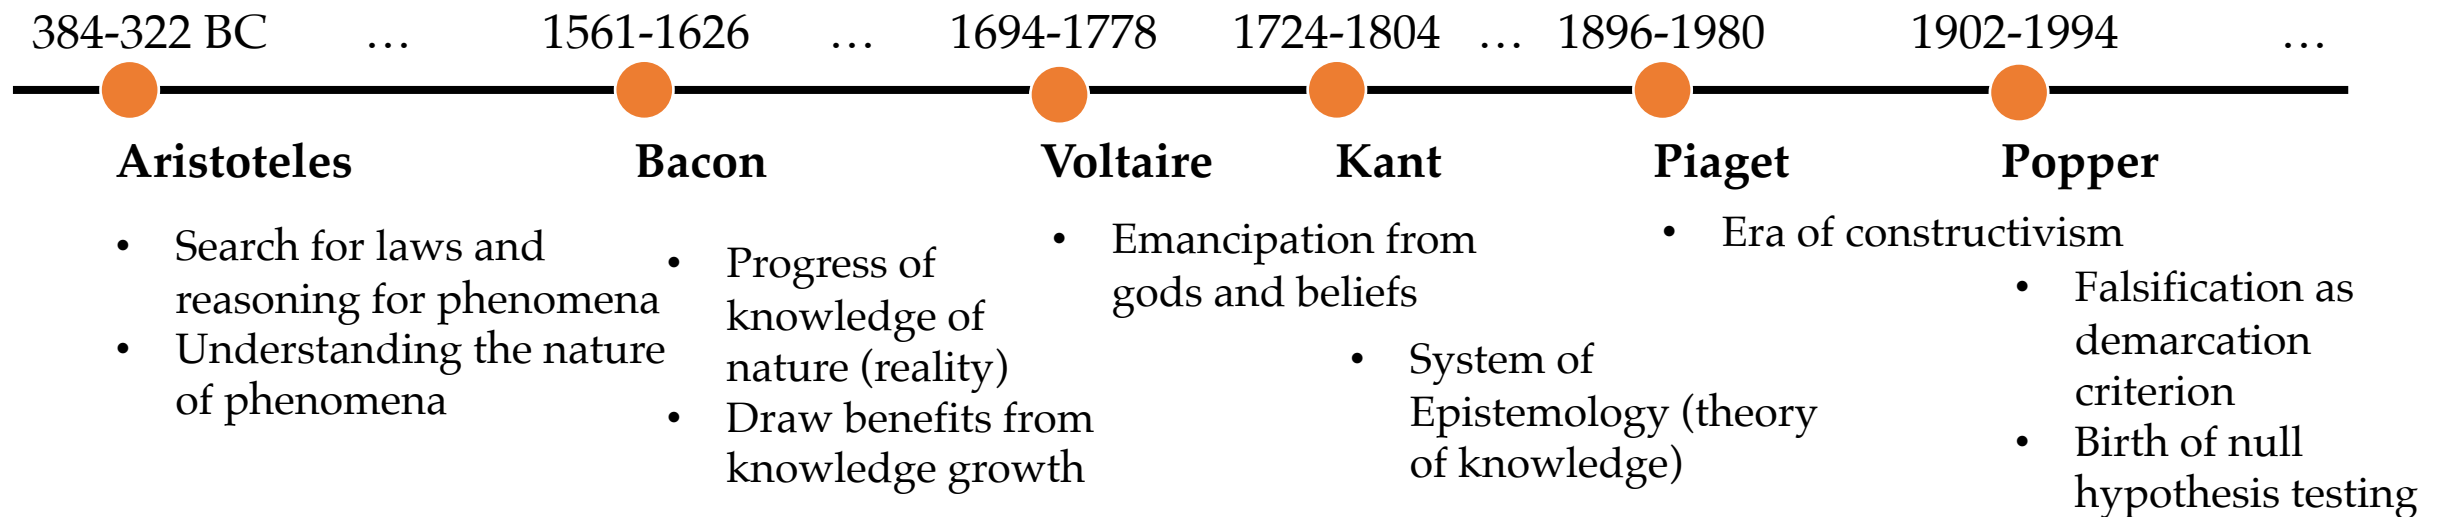 384-322 BC … 1561-1626 … 1694-1778 1724-1804 … 1896-1980 1902-1994 …
Aristoteles Bacon Voltaire Kant Piaget Popper
• Search for laws and
reasoning for phenomena
• Understanding the nature
of phenomena
• Progress of
knowledge of
nature (reality)
• Draw benefits from
knowledge growth
• Emancipation from
gods and beliefs
• System of
Epistemology (theory
of knowledge)
• Era of constructivism
• Falsification as
demarcation
criterion
• Birth of null
hypothesis testing